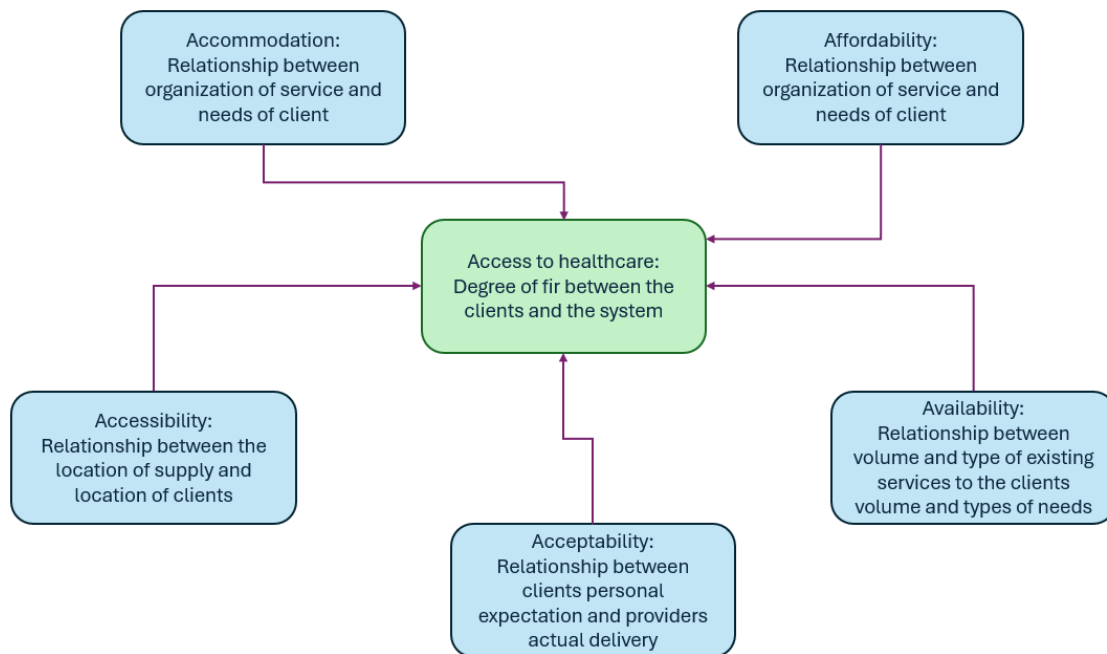 Accommodation:
Relationship between
organization of service and
needs of client
Affordability:
Relationship between
organization of service and
needs of client
Access to healthcare:
Degree of fir between the
clients and the system
Accessibility:
Relationship between the
location of supply and
location of clients
Availability:
Relationship between
volume and type of existing
services to the clients
volume and types of needs
Acceptability:
Relationship between
clients personal
expectation and providers
actual delivery